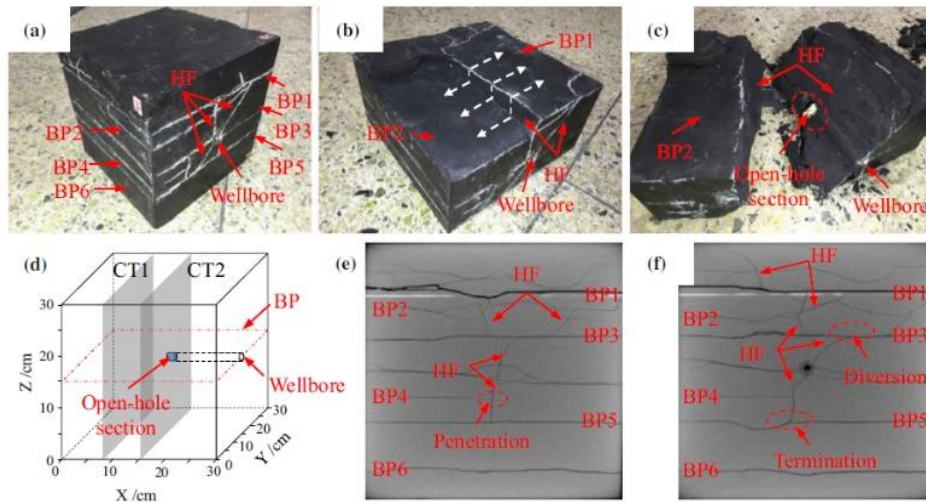 (a)
HF
BP1
BP2
BP3
BP4
BP5
BP6
Wellbore
(b)
BP1
BP2
Wellbore
HF
(c)
HF
BP2
Open-hole
section
Wellbore
(d)
CT1
CT2
BP
30
20
10
0
Z /cm
Open-hole
section
Wellbore
0
10
20
30
X /cm
0
10
20
30
Y /cm
(e)
HF
BP1
BP2
BP3
HF
BP4
BP5
Penetration
BP6
(f)
HF
BP1
BP2
BP3
HF
Diversion
BP4
BP5
Termination
BP6